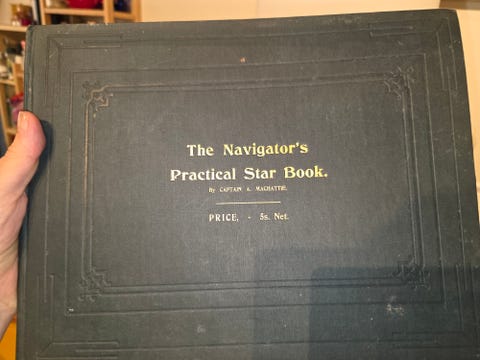 The Navigator's
Practical Star Book.
By CAPTAIN A. MACHATTIE.
PRICE, - 5s. Net.